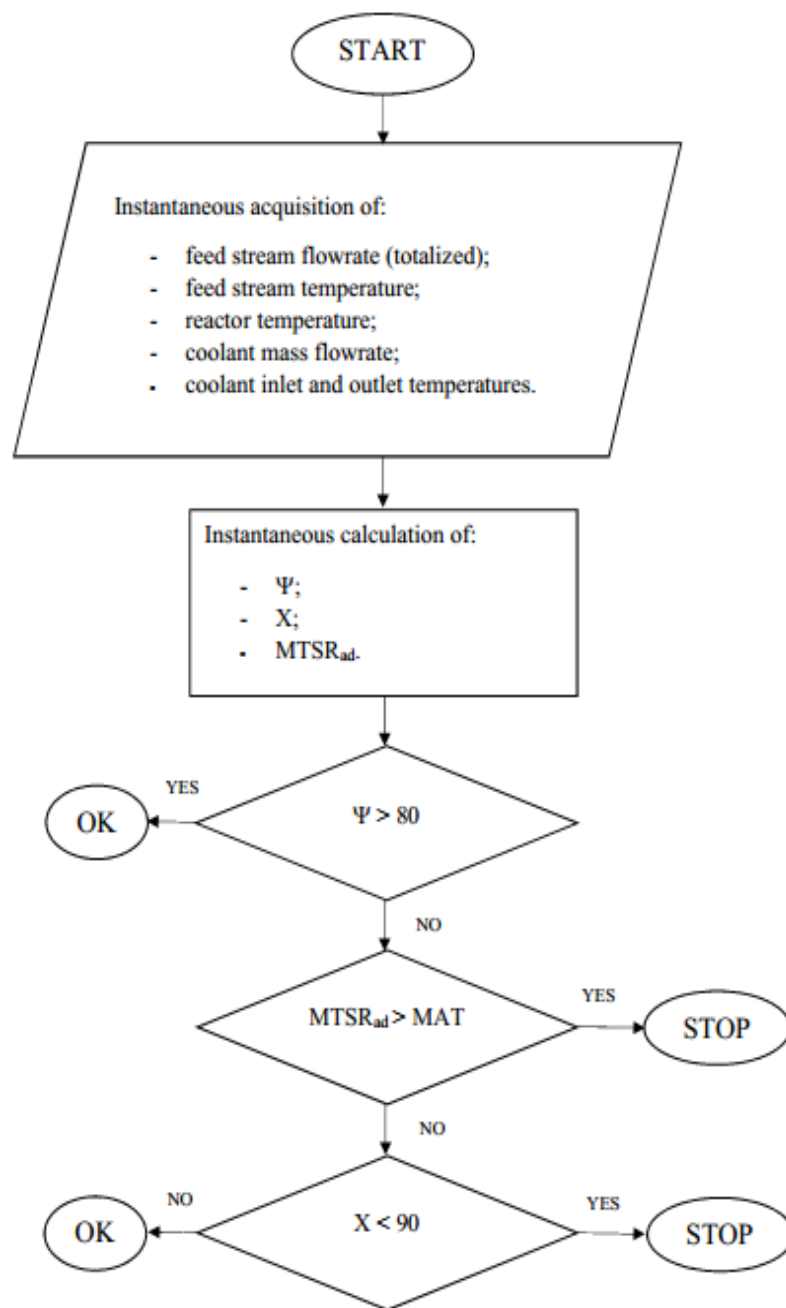 START
Instantaneous acquisition of:
- feed stream flowrate (totalized);
- feed stream temperature;
- reactor temperature;
- coolant mass flowrate;
- coolant inlet and outlet temperatures.
Instantaneous calculation of:
- Ψ;
- X;
- MTSRad.
YES
OK
Ψ > 80
NO
MTSRad > MAT
YES
STOP
NO
NO
OK
X < 90
YES
STOP